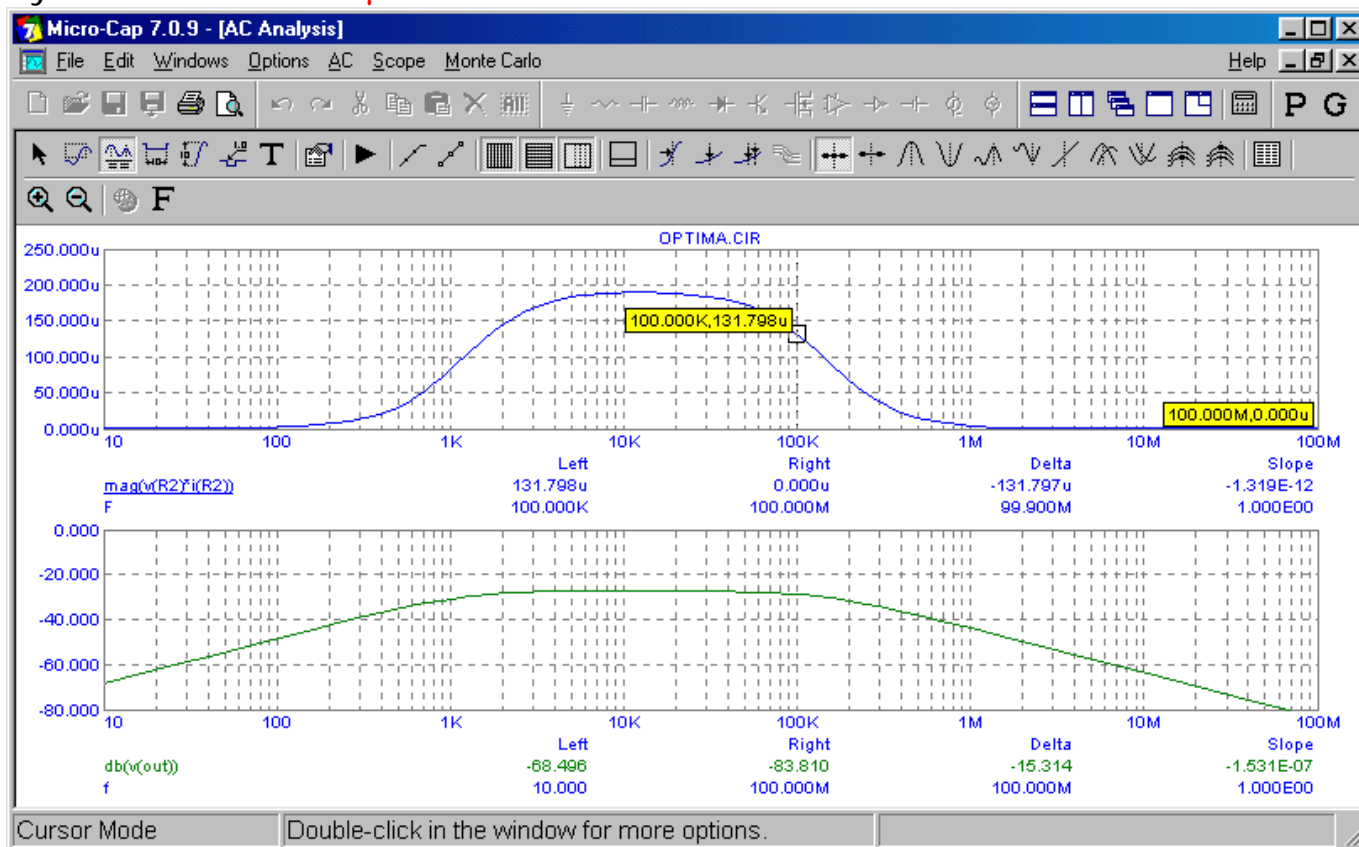 Micro-Cap 7.0.9 - [AC Analysis]
File Edit Windows Options AC Scope Monte Carlo Help
T P G
F
OPTIMA.CIR
250.000u
200.000u
150.000u
100.000u
50.000u
0.000u
100.000K,131.798u
100.000M,0.000u
10 100 1K 10K 100K 1M 10M 100M
Left Right Delta Slope
mag(v(R2)*i(R2)) 131.798u 0.000u -131.797u -1.319E-12
F 100.000K 100.000M 99.900M 1.000E00
0.000
-20.000
-40.000
-60.000
-80.000
10 100 1K 10K 100K 1M 10M 100M
Left Right Delta Slope
db(v(out)) -68.496 -83.810 -15.314 -1.531E-07
f 10.000 100.000M 100.000M 1.000E00
Cursor Mode Double-click in the window for more options.